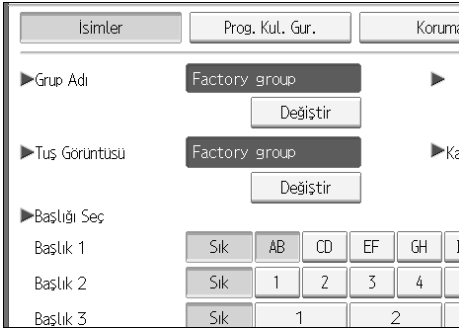 İsimler Prog. Kul. Gur. Koruma
▶Grup Adı Factory group ▶
Değiştir
▶Tuş Görüntüsü Factory group ▶Ka
Değiştir
▶Başlığı Seç
Başlık 1 Sık AB CD EF GH
Başlık 2 Sık 1 2 3 4
Başlık 3 Sık 1 2